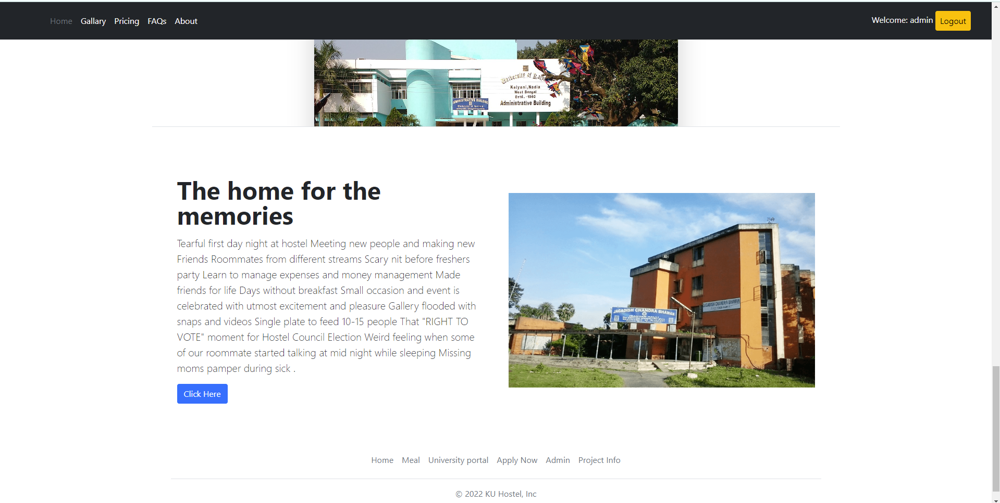 Home Gallary Pricing FAQs About
Welcome: admin Logout
University of
Kalyani,Nadia
West Bengal
Estd.-1960
Administrative Building
ADMINISTRATIVE BUILDING
The home for the
memories
Tearful first day night at hostel Meeting new people and making new
Friends Roommates from different streams Scary nit before freshers
party Learn to manage expenses and money management Made
friends for life Days without breakfast Small occasion and event is
celebrated with utmost excitement and pleasure Gallery flooded with
snaps and videos Single plate to feed 10-15 people That "RIGHT TO
VOTE" moment for Hostel Council Election Weird feeling when some
of our roommate started talking at mid night while sleeping Missing
moms pamper during sick .
Click Here
JAGADISH CHANDRA BHAWAN
JAGADISH CHANDRA BHAWAN
Home Meal University portal Apply Now Admin Project Info
© 2022 KU Hostel, Inc